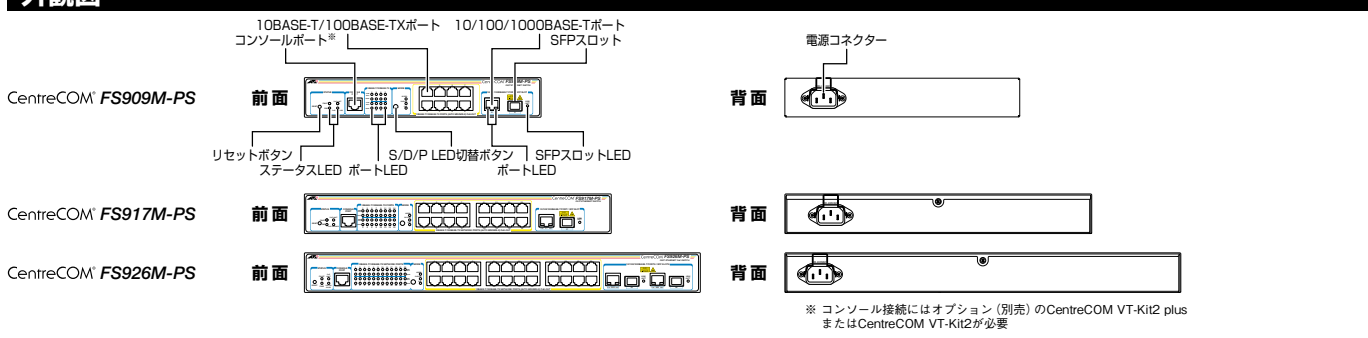 外観図
10BASE-T/100BASE-TXポート 10/100/1000BASE-Tポート
コンソールポート※ SFPスロット
電源コネクター
CentreCOM® FS909M-PS 前面 背面
リセットボタン S/D/P LED切替ボタン SFPスロットLED
ステータスLED ポートLED ポートLED
CentreCOM® FS917M-PS 前面 背面
CentreCOM FS917M-PS
CentreCOM® FS926M-PS 前面 背面
CentreCOM FS926M-PS
※ コンソール接続にはオプション（別売）のCentreCOM VT-Kit2 plus
またはCentreCOM VT-Kit2が必要